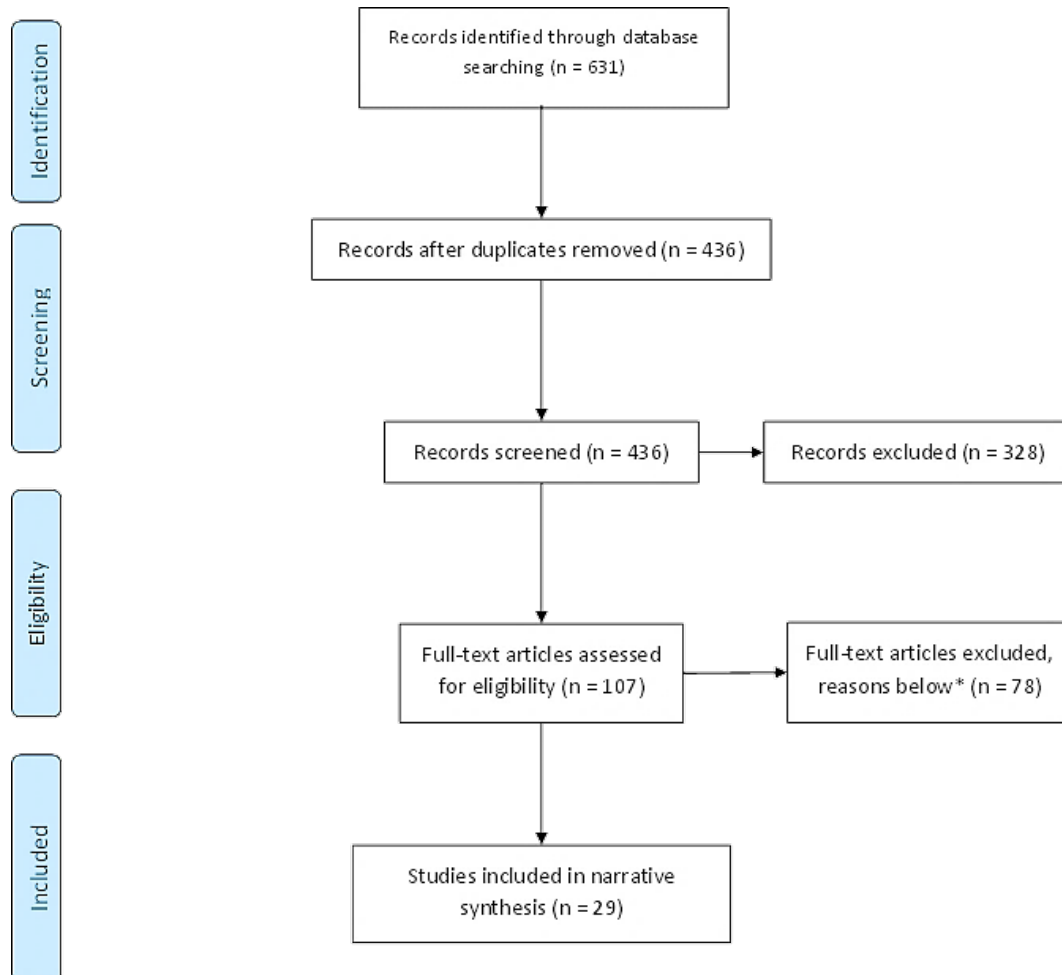 Identification
Records identified through database
searching (n = 631)
Records after duplicates removed (n = 436)
Screening
Records screened (n = 436)
Records excluded (n = 328)
Eligibility
Full-text articles assessed
for eligibility (n = 107)
Full-text articles excluded,
reasons below* (n = 78)
Included
Studies included in narrative
synthesis (n = 29)